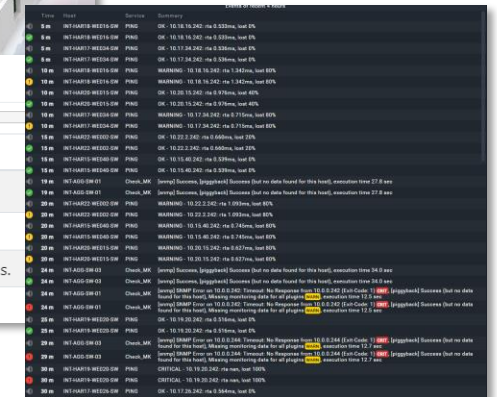 Events of recent 4 hours
Time Host Service Summary
5 m INT-HAR18-WED16-SW PING OK - 10.18.16.242: rta 0.533ms, lost 0%
5 m INT-HAR18-WED16-SW PING OK - 10.18.16.242: rta 0.533ms, lost 0%
5 m INT-HAR17-WED34-SW PING OK - 10.17.34.242: rta 0.536ms, lost 0%
5 m INT-HAR17-WED34-SW PING OK - 10.17.34.242: rta 0.536ms, lost 0%
10 m INT-HAR18-WED16-SW PING WARNING - 10.18.16.242: rta 1.342ms, lost 60%
10 m INT-HAR18-WED16-SW PING WARNING - 10.18.16.242: rta 1.342ms, lost 60%
10 m INT-HAR20-WED15-SW PING OK - 10.20.15.242: rta 0.976ms, lost 40%
10 m INT-HAR20-WED15-SW PING OK - 10.20.15.242: rta 0.976ms, lost 40%
10 m INT-HAR17-WED34-SW PING WARNING - 10.17.34.242: rta 0.715ms, lost 80%
10 m INT-HAR17-WED34-SW PING WARNING - 10.17.34.242: rta 0.715ms, lost 80%
15 m INT-HAR22-WED02-SW PING OK - 10.22.2.242: rta 0.660ms, lost 20%
15 m INT-HAR22-WED02-SW PING OK - 10.22.2.242: rta 0.660ms, lost 20%
15 m INT-HAR15-WED40-SW PING OK - 10.15.40.242: rta 0.539ms, lost 0%
15 m INT-HAR15-WED40-SW PING OK - 10.15.40.242: rta 0.539ms, lost 0%
19 m INT-AGG-SW-01 Check_MK [snmp] Success, [piggyback] Success (but no data found for this host), execution time 27.8 sec
19 m INT-AGG-SW-01 Check_MK [snmp] Success, [piggyback] Success (but no data found for this host), execution time 27.8 sec
20 m INT-HAR22-WED02-SW PING WARNING - 10.22.2.242: rta 1.093ms, lost 80%
20 m INT-HAR22-WED02-SW PING WARNING - 10.22.2.242: rta 1.093ms, lost 80%
20 m INT-HAR15-WED40-SW PING WARNING - 10.15.40.242: rta 0.745ms, lost 60%
20 m INT-HAR15-WED40-SW PING WARNING - 10.15.40.242: rta 0.745ms, lost 60%
20 m INT-HAR20-WED15-SW PING WARNING - 10.20.15.242: rta 0.627ms, lost 80%
20 m INT-HAR20-WED15-SW PING WARNING - 10.20.15.242: rta 0.627ms, lost 80%
24 m INT-AGG-SW-03 Check_MK [snmp] Success, [piggyback] Success (but no data found for this host), execution time 34.0 sec
24 m INT-AGG-SW-03 Check_MK [snmp] Success, [piggyback] Success (but no data found for this host), execution time 34.0 sec
24 m INT-AGG-SW-01 Check_MK [snmp] SNMP Error on 10.0.0.242: Timeout: No Response from 10.0.0.242 (Exit-Code: 1) CRIT, [piggyback] Success (but no data
found for this host), Missing monitoring data for all plugins WARN, execution time 12.5 sec
24 m INT-AGG-SW-01 Check_MK [snmp] SNMP Error on 10.0.0.242: Timeout: No Response from 10.0.0.242 (Exit-Code: 1) CRIT, [piggyback] Success (but no data
found for this host), Missing monitoring data for all plugins WARN, execution time 12.5 sec
25 m INT-HAR19-WED20-SW PING OK - 10.19.20.242: rta 0.516ms, lost 0%
25 m INT-HAR19-WED20-SW PING OK - 10.19.20.242: rta 0.516ms, lost 0%
29 m INT-AGG-SW-03 Check_MK [snmp] SNMP Error on 10.0.0.244: Timeout: No Response from 10.0.0.244 (Exit-Code: 1) CRIT, [piggyback] Success (but no data
found for this host), Missing monitoring data for all plugins WARN, execution time 12.7 sec
29 m INT-AGG-SW-03 Check_MK [snmp] SNMP Error on 10.0.0.244: Timeout: No Response from 10.0.0.244 (Exit-Code: 1) CRIT, [piggyback] Success (but no data
found for this host), Missing monitoring data for all plugins WARN, execution time 12.7 sec
30 m INT-HAR19-WED20-SW PING CRITICAL - 10.19.20.242: rta nan, lost 100%
30 m INT-HAR19-WED20-SW PING CRITICAL - 10.19.20.242: rta nan, lost 100%
30 m INT-HAR17-WED26-SW PING OK - 10.17.26.242: rta 0.564ms, lost 0%
s.